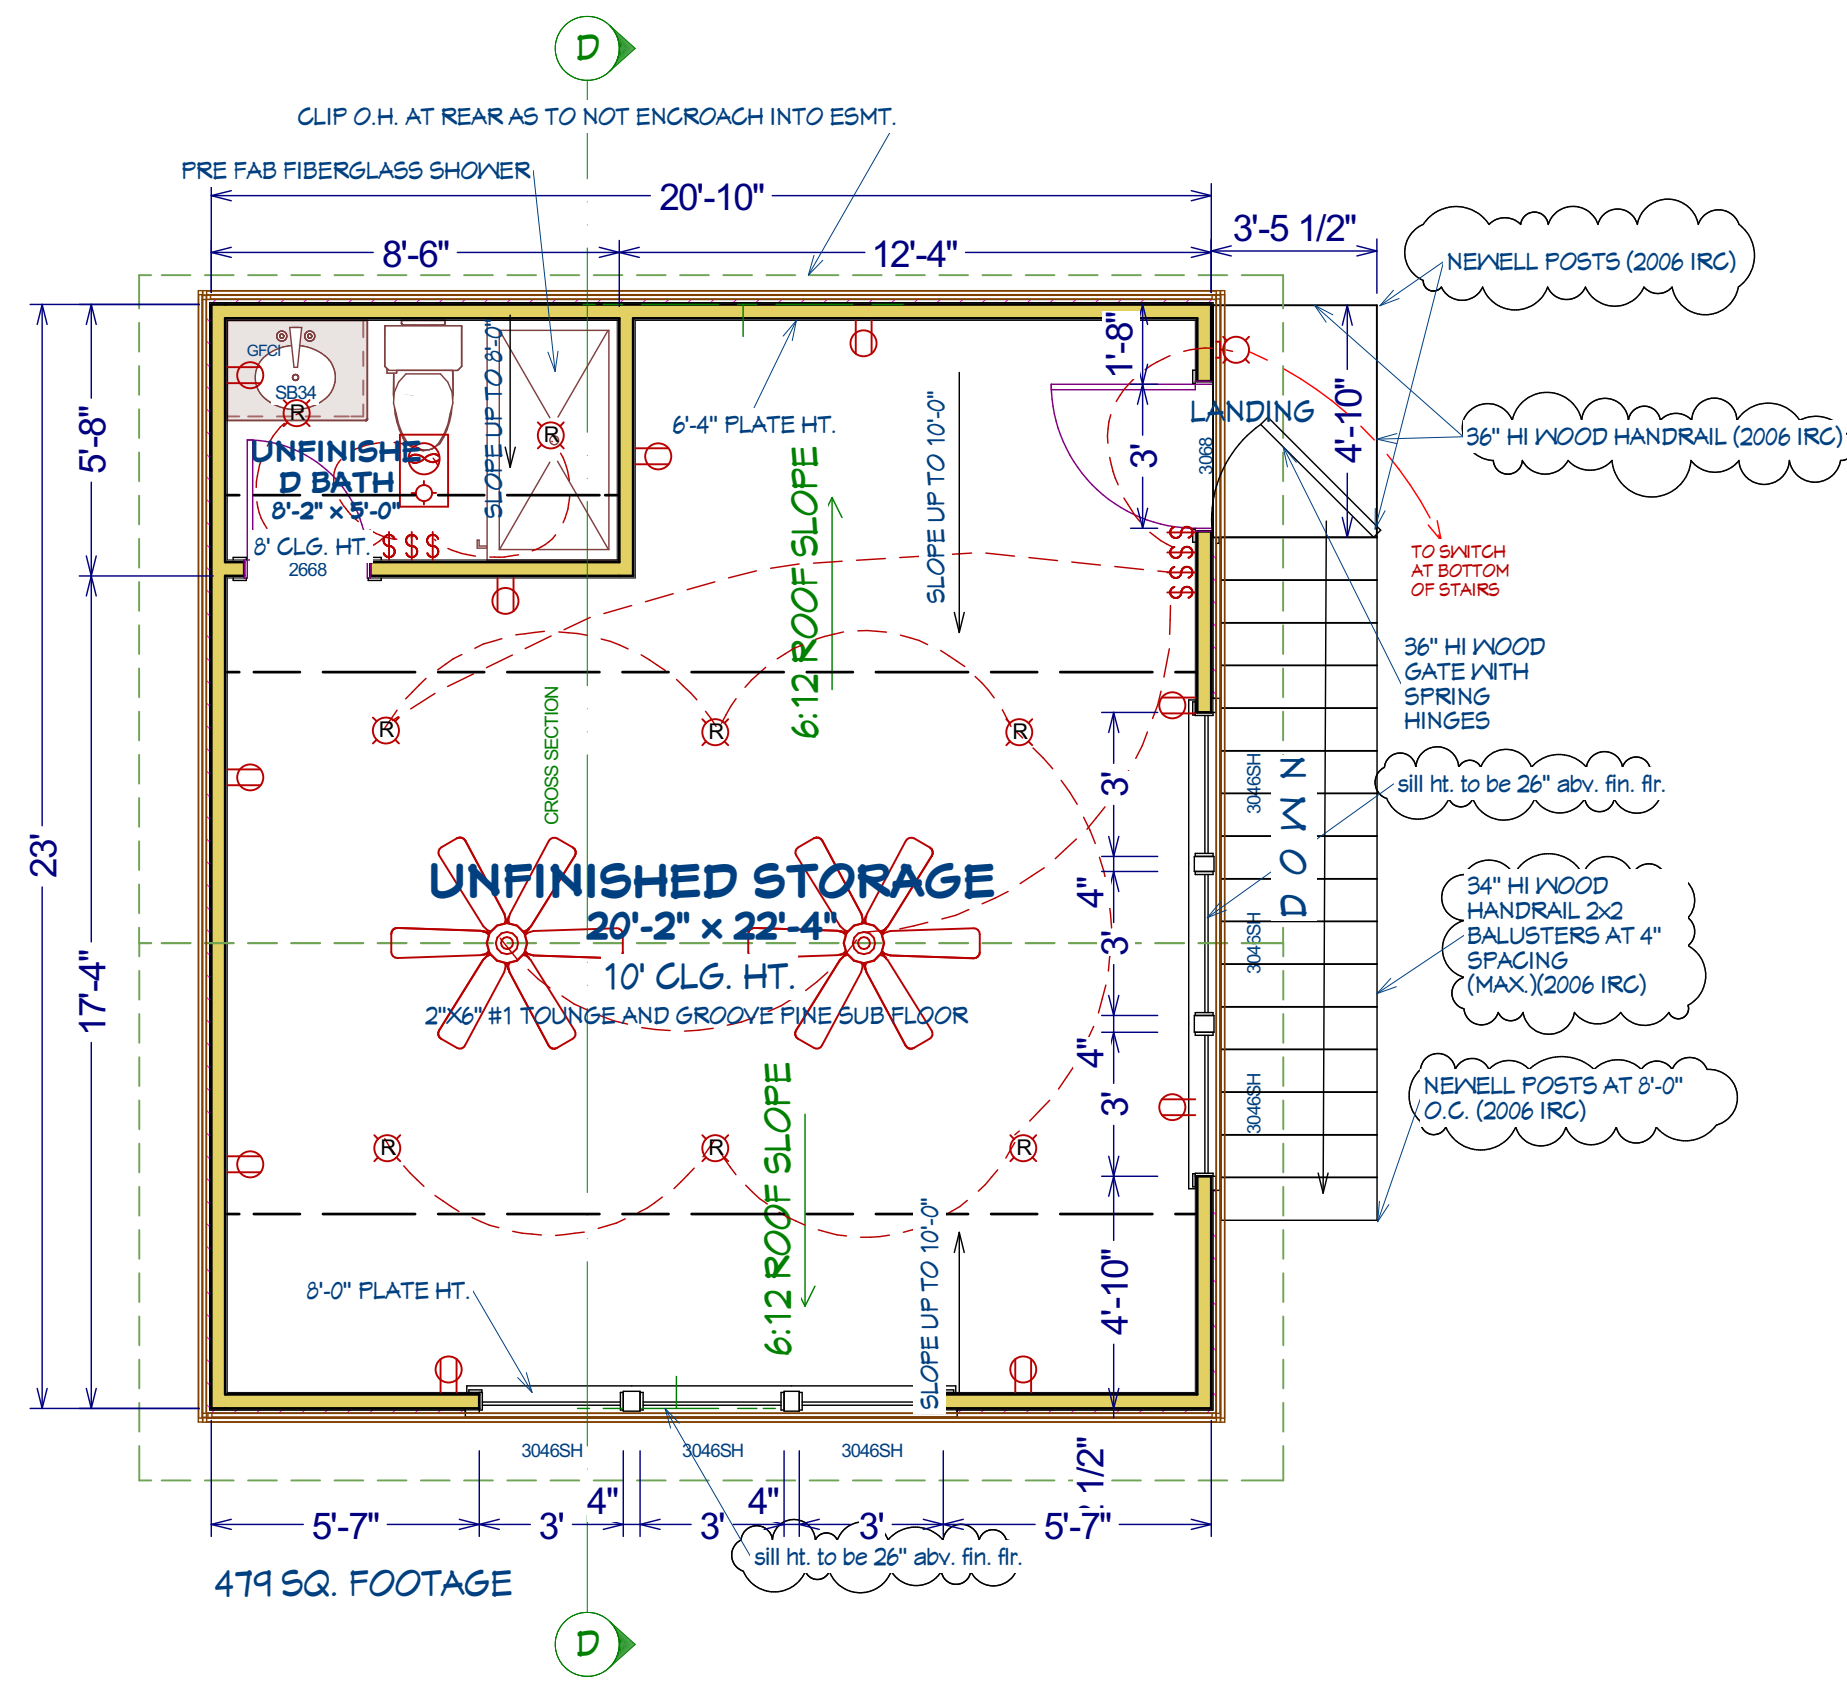 D
CLIP O.H. AT REAR AS TO NOT ENCROACH INTO ESMT.
PRE FAB FIBERGLASS SHOWER
20'-10"
8'-6"
12'-4"
3'-5 1/2"
NEWELL POSTS (2006 IRC)
23'
5'-8"
17'-4"
GFCI
SB34
R
R
UNFINISHE
D BATH
8'-2" x 5'-0"
8' CLG. HT.
2668
$ $ $
SLOPE UP TO 8'-0"
6'-4" PLATE HT.
6:12 ROOF SLOPE
SLOPE UP TO 10'-0"
1'-8"
3'
3068
LANDING
4'-10"
36" HI WOOD HANDRAIL (2006 IRC)
$ $ $ $
TO SWITCH
AT BOTTOM
OF STAIRS
36" HI WOOD
GATE WITH
SPRING
HINGES
R
R
R
CROSS SECTION
3'
4"
3'
4"
3'
4'-10"
3046SH
3046SH
3046SH
DOWN
sill ht. to be 26" abv. fin. flr.
UNFINISHED STORAGE
20'-2" x 22'-4"
10' CLG. HT.
2"X6" #1 TOUNGE AND GROOVE PINE SUB FLOOR
34" HI WOOD
HANDRAIL 2x2
BALUSTERS AT 4"
SPACING
(MAX.)(2006 IRC)
NEWELL POSTS AT 8'-0"
O.C. (2006 IRC)
R
R
R
6:12 ROOF SLOPE
SLOPE UP TO 10'-0"
8'-0" PLATE HT.
3046SH
3046SH
3046SH
1/2"
5'-7"
3'
4"
3'
4"
3'
5'-7"
sill ht. to be 26" abv. fin. flr.
479 SQ. FOOTAGE
D